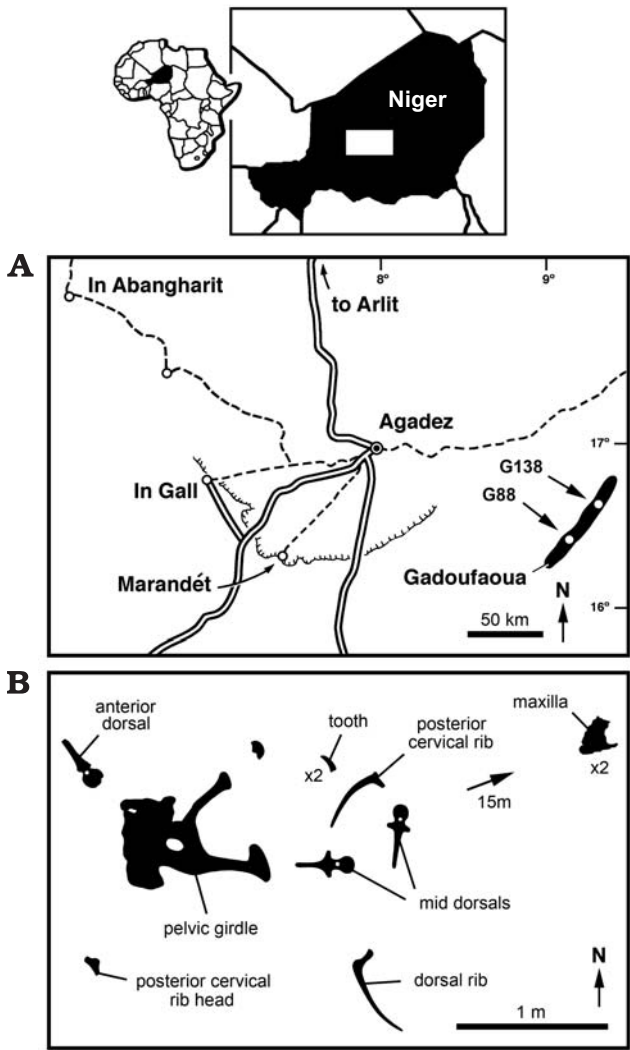 Niger
A
8°
9°
In Abangharit
to Arlit
Agadez
17°
G138
In Gall
G88
Marandét
Gadoufaoua
N
50 km
16°
B
anterior
dorsal
tooth
x2
posterior
cervical rib
maxilla
x2
15m
mid dorsals
pelvic girdle
posterior cervical
rib head
dorsal rib
N
1 m